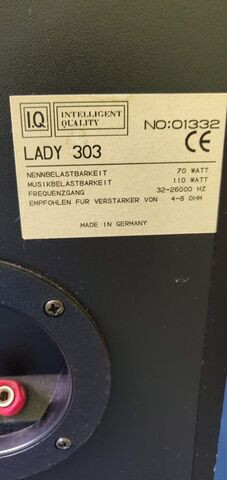 I.Q INTELLIGENT
QUALITY
NO:01332
CE
LADY 303
NENNBELASTBARKEIT 70 WATT
MUSIKBELASTBARKEIT 110 WATT
FREQUENZGANG 32-26000 HZ
EMPFOHLEN FÜR VERSTÄRKER VON 4-8 OHM
MADE IN GERMANY